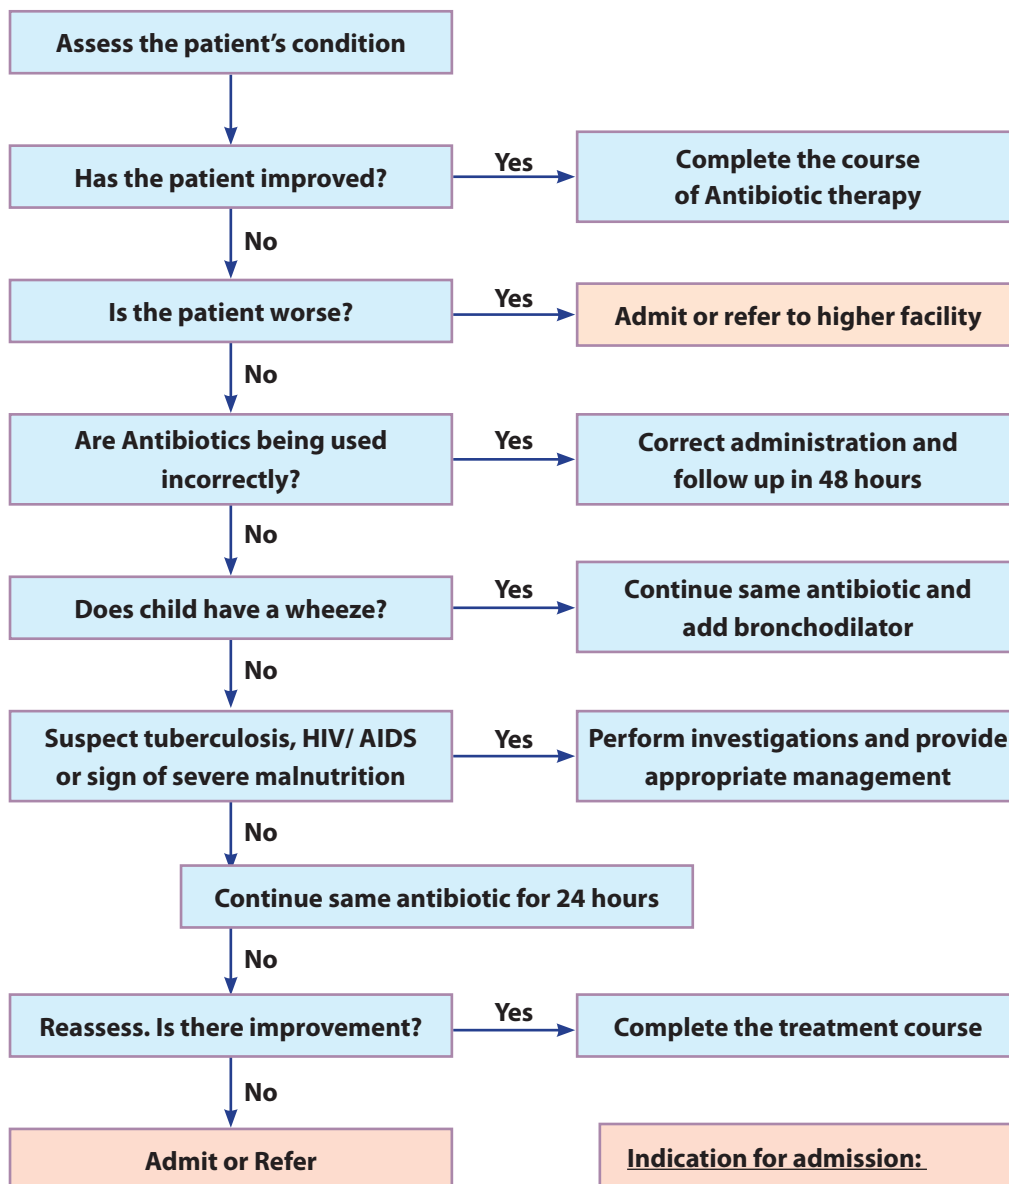 Assess the patient’s condition
Has the patient improved?
Yes
Complete the course
of Antibiotic therapy
No
Is the patient worse?
Yes
Admit or refer to higher facility
No
Are Antibiotics being used
incorrectly?
Yes
Correct administration and
follow up in 48 hours
No
Does child have a wheeze?
Yes
Continue same antibiotic and
add bronchodilator
No
Suspect tuberculosis, HIV/ AIDS
or sign of severe malnutrition
Yes
Perform investigations and provide
appropriate management
No
Continue same antibiotic for 24 hours
No
Reassess. Is there improvement?
Yes
Complete the treatment course
No
Admit or Refer
Indication for admission: